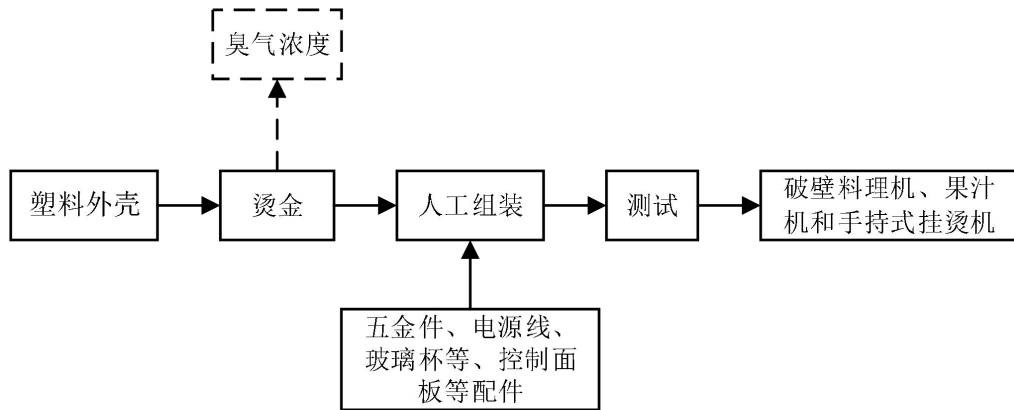 臭气浓度
塑料外壳
烫金
人工组装
测试
破壁料理机、果汁
机和手持式挂烫机
五金件、电源线、
玻璃杯等、控制面
板等配件